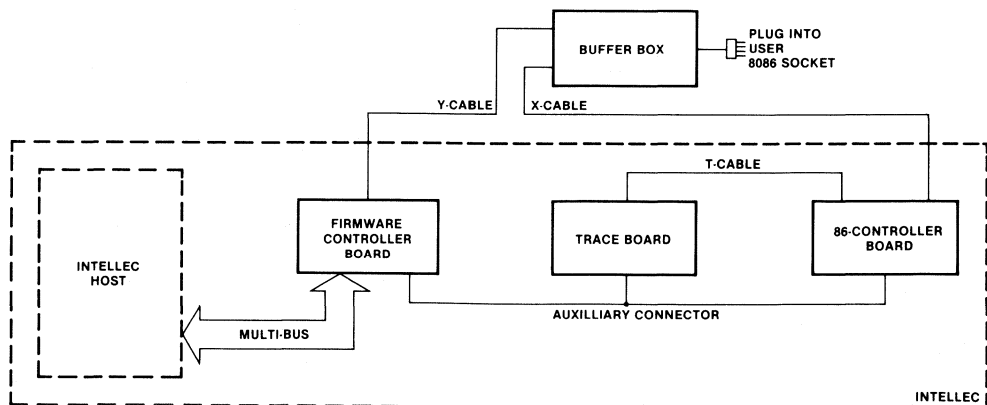 BUFFER BOX
PLUG INTO
USER
8086 SOCKET
Y-CABLE
X-CABLE
T-CABLE
INTELLEC
HOST
FIRMWARE
CONTROLLER
BOARD
TRACE BOARD
86-CONTROLLER
BOARD
MULTI-BUS
AUXILLIARY CONNECTOR
INTELLEC